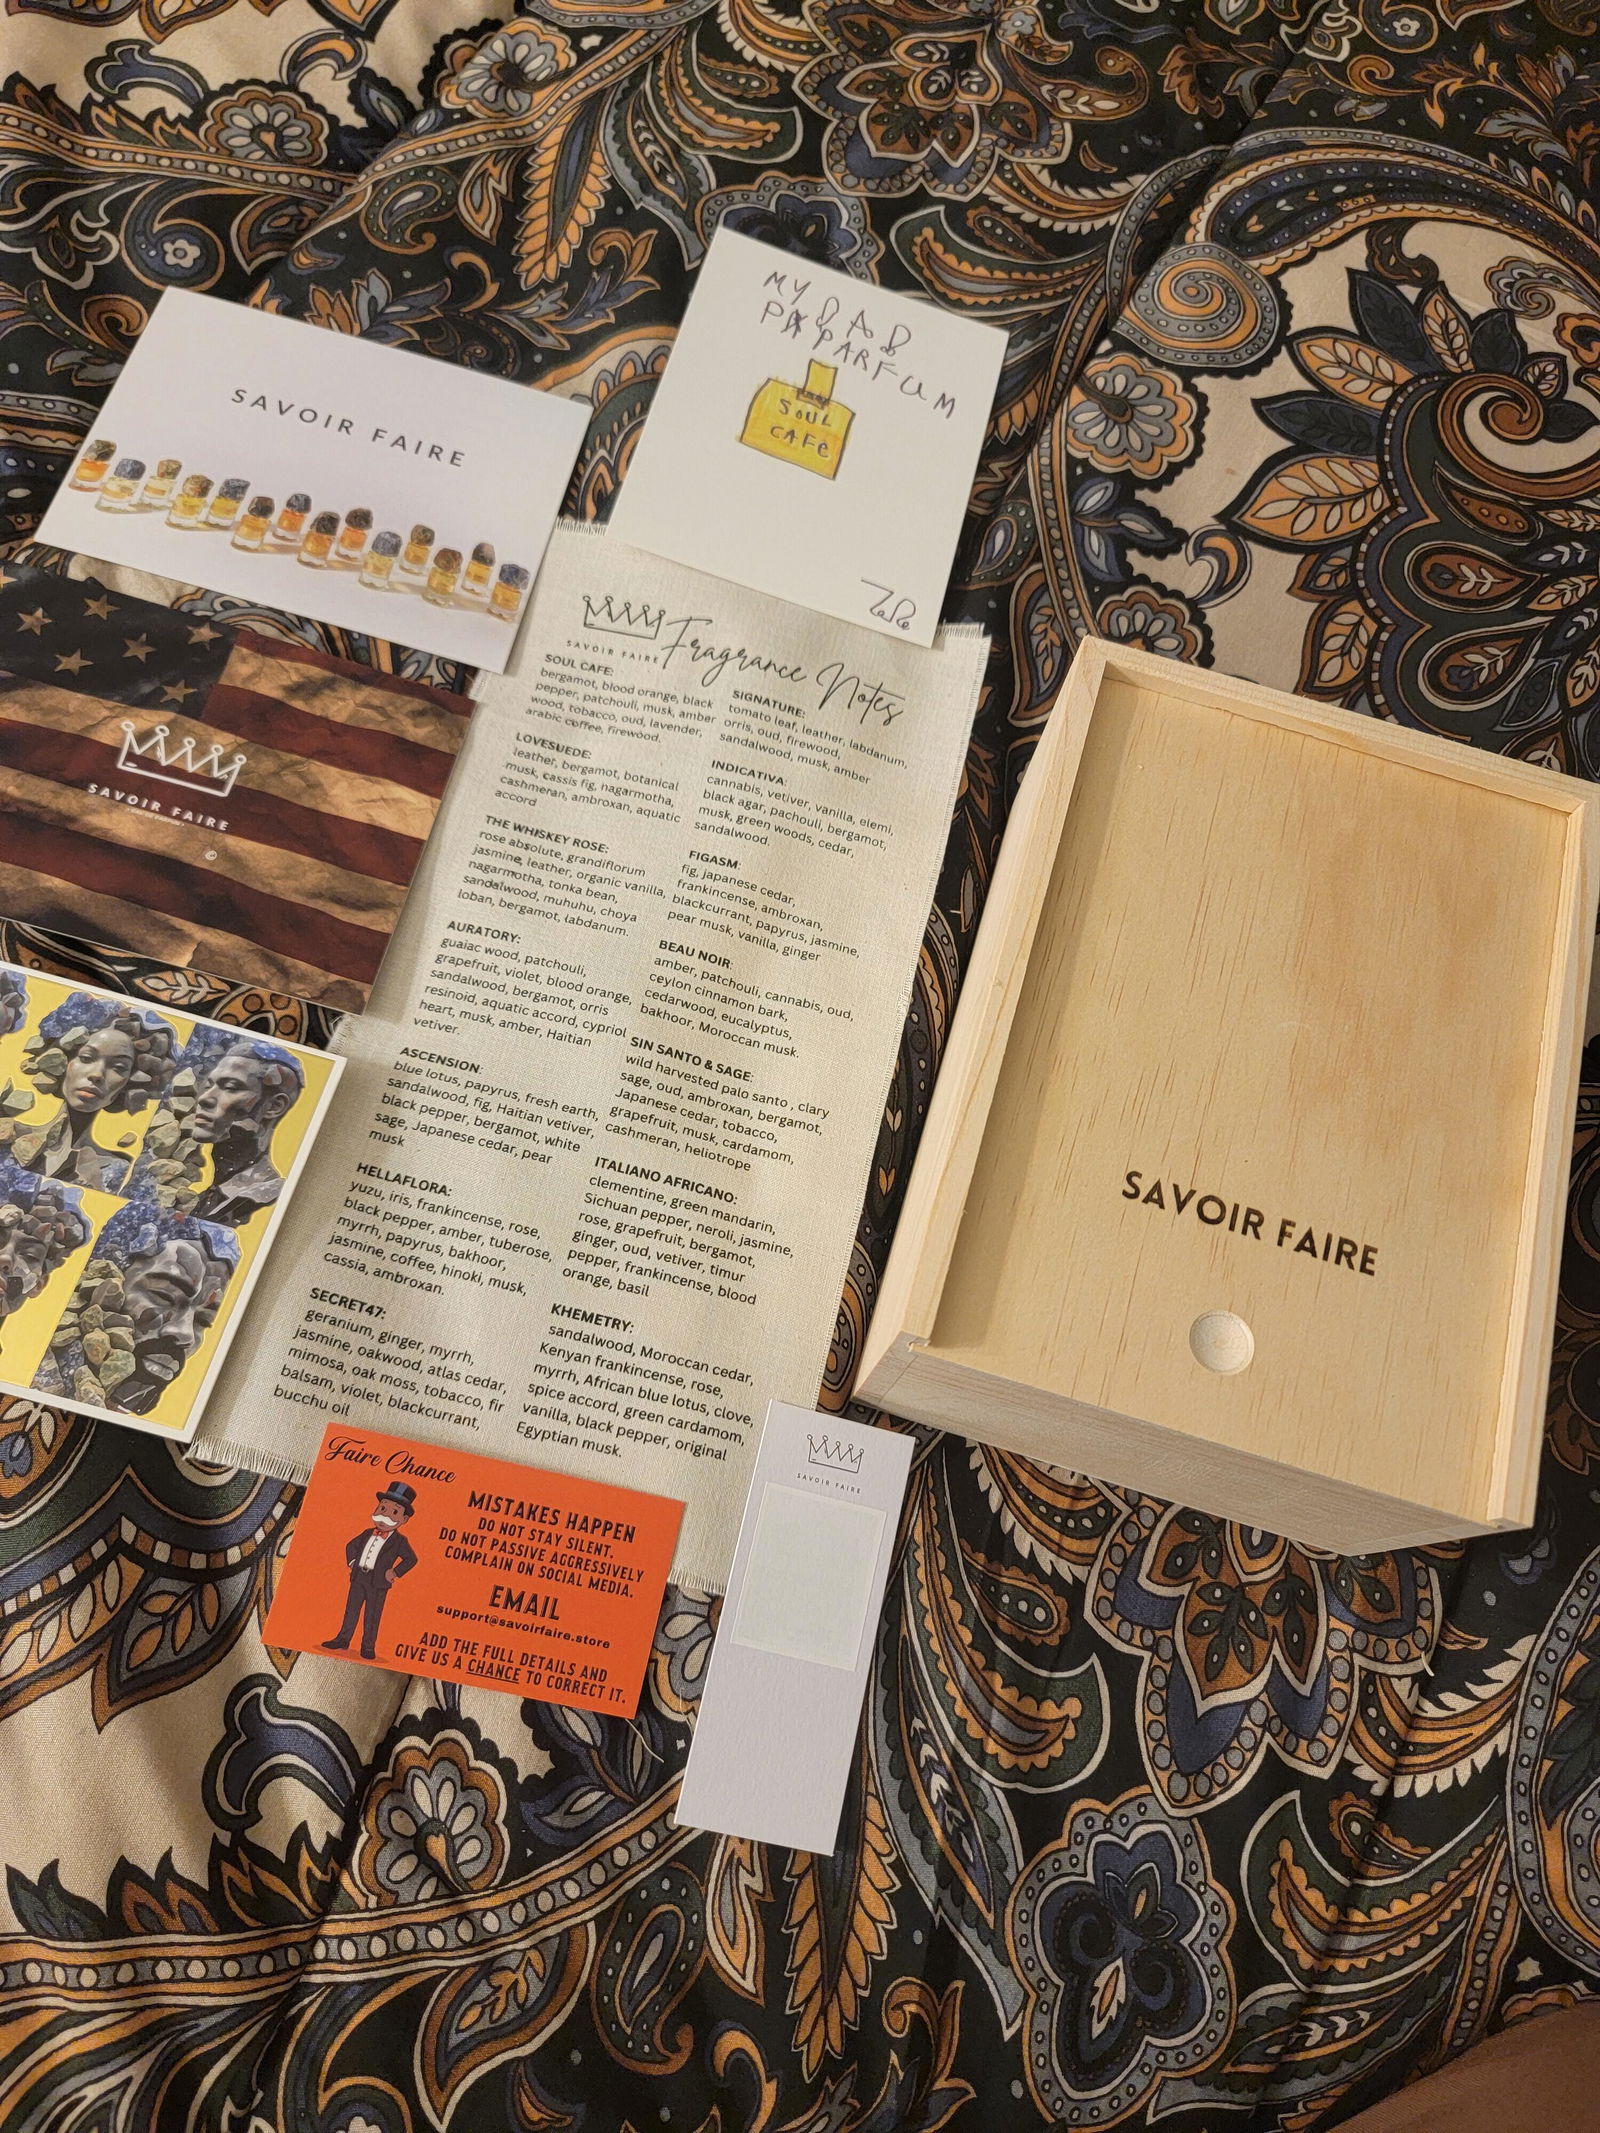 SAVOIR FAIRE
MY DAD
PARFUM
SOUL
CAFE
ZaRe
SAVOIR FAIRE
©
SAVOIR FAIRE
Fragrance Notes
SOUL CAFE:
bergamot, blood orange, black
pepper, patchouli, musk, amber
wood, tobacco, oud, lavender,
arabic coffee, firewood.
LOVESUEDE:
leather, bergamot, botanical
musk, cassis fig, nagarmotha,
cashmeran, ambroxan, aquatic
accord
THE WHISKEY ROSE:
rose absolute, grandiflorum
jasmine, leather, organic vanilla,
nagarmotha, tonka bean,
sandalwood, muhuhu, choya
loban, bergamot, labdanum.
AURATORY:
guaiac wood, patchouli,
grapefruit, violet, blood orange,
sandalwood, bergamot, orris
resinoid, aquatic accord, cypriol
heart, musk, amber, Haitian
vetiver.
ASCENSION:
blue lotus, papyrus, fresh earth,
sandalwood, fig, Haitian vetiver,
black pepper, bergamot, white
sage, Japanese cedar, pear
musk
HELLAFLORA:
yuzu, iris, frankincense, rose,
black pepper, amber, tuberose,
myrrh, papyrus, bakhoor,
jasmine, coffee, hinoki, musk,
cassia, ambroxan.
SECRET47:
geranium, ginger, myrrh,
jasmine, oakwood, atlas cedar,
mimosa, oak moss, tobacco, fir
balsam, violet, blackcurrant,
bucchu oil
SIGNATURE:
tomato leaf, leather, labdanum,
orris, oud, firewood,
sandalwood, musk, amber
INDICATIVA:
cannabis, vetiver, vanilla, elemi,
black agar, pachouli, bergamot,
musk, green woods, cedar,
sandalwood.
FIGASM:
fig, japanese cedar,
frankincense, ambroxan,
blackcurrant, papyrus, jasmine,
pear musk, vanilla, ginger
BEAU NOIR:
amber, patchouli, cannabis, oud,
ceylon cinnamon bark,
cedarwood, eucalyptus,
bakhoor, Moroccan musk.
SIN SANTO & SAGE:
wild harvested palo santo , clary
sage, oud, ambroxan, bergamot,
Japanese cedar, tobacco,
grapefruit, musk, cardamom,
cashmeran, heliotrope
ITALIANO AFRICANO:
clementine, green mandarin,
Sichuan pepper, neroli, jasmine,
rose, grapefruit, bergamot,
ginger, oud, vetiver, timur
pepper, frankincense, blood
orange, basil
KHEMETRY:
sandalwood, Moroccan cedar,
Kenyan frankincense, rose,
myrrh, African blue lotus, clove,
spice accord, green cardamom,
vanilla, black pepper, original
Egyptian musk.
SAVOIR FAIRE
Faire Chance
MISTAKES HAPPEN
DO NOT STAY SILENT.
DO NOT PASSIVE AGGRESSIVELY
COMPLAIN ON SOCIAL MEDIA.
EMAIL
support@savoirfaire.store
ADD THE FULL DETAILS AND
GIVE US A CHANCE TO CORRECT IT.
SAVOIR FAIRE